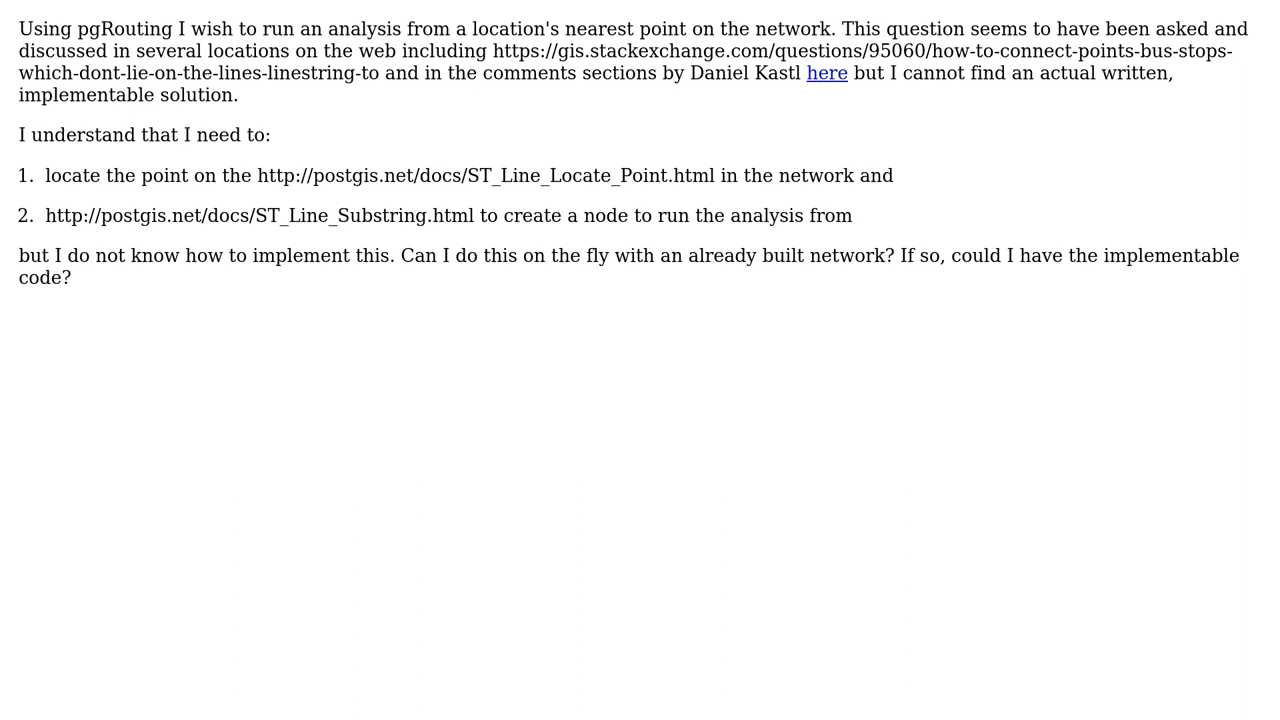 Using pgRouting I wish to run an analysis from a location's nearest point on the network. This question seems to have been asked and
discussed in several locations on the web including https://gis.stackexchange.com/questions/95060/how-to-connect-points-bus-stops-
which-dont-lie-on-the-lines-linestring-to and in the comments sections by Daniel Kastl here but I cannot find an actual written,
implementable solution.
I understand that I need to:
1. locate the point on the http://postgis.net/docs/ST_Line_Locate_Point.html in the network and
2. http://postgis.net/docs/ST_Line_Substring.html to create a node to run the analysis from
but I do not know how to implement this. Can I do this on the fly with an already built network? If so, could I have the implementable
code?